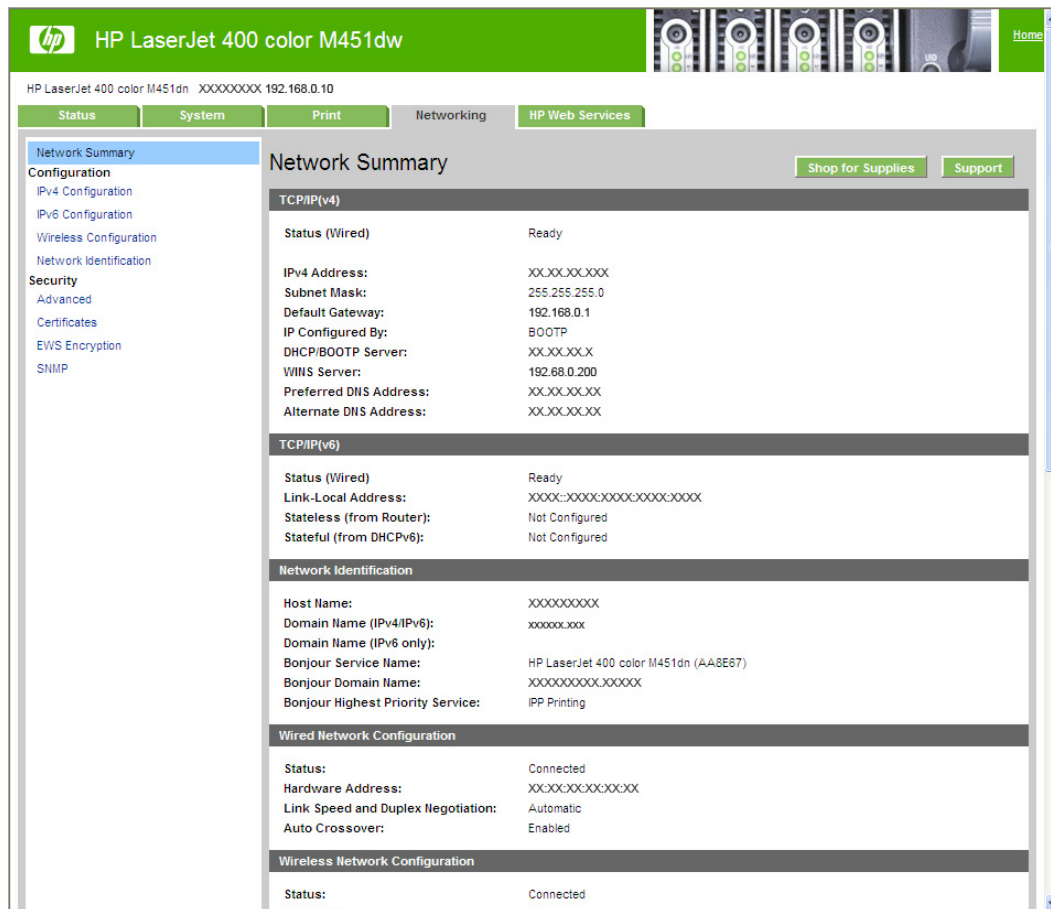 hp HP LaserJet 400 color M451dw
UID
Home
HP LaserJet 400 color M451dn XXXXXXXX 192.168.0.10
Status System Print Networking HP Web Services
Network Summary
Configuration
IPv4 Configuration
IPv6 Configuration
Wireless Configuration
Network Identification
Security
Advanced
Certificates
EWS Encryption
SNMP
Network Summary
Shop for Supplies Support
TCP/IP(v4)
Status (Wired) Ready
IPv4 Address: XX.XX.XX.XXX
Subnet Mask: 255.255.255.0
Default Gateway: 192.168.0.1
IP Configured By: BOOTP
DHCP/BOOTP Server: XX.XX.XX.X
WINS Server: 192.68.0.200
Preferred DNS Address: XX.XX.XX.XX
Alternate DNS Address: XX.XX.XX.XX
TCP/IP(v6)
Status (Wired) Ready
Link-Local Address: XXXX::XXXX:XXXX:XXXX:XXXX
Stateless (from Router): Not Configured
Stateful (from DHCPv6): Not Configured
Network Identification
Host Name: XXXXXXXXX
Domain Name (IPv4/IPv6): xxxxxx.xxx
Domain Name (IPv6 only):
Bonjour Service Name: HP LaserJet 400 color M451dn (AA8E67)
Bonjour Domain Name: XXXXXXXXX.XXXXX
Bonjour Highest Priority Service: IPP Printing
Wired Network Configuration
Status: Connected
Hardware Address: XX:XX:XX:XX:XX:XX
Link Speed and Duplex Negotiation: Automatic
Auto Crossover: Enabled
Wireless Network Configuration
Status: Connected